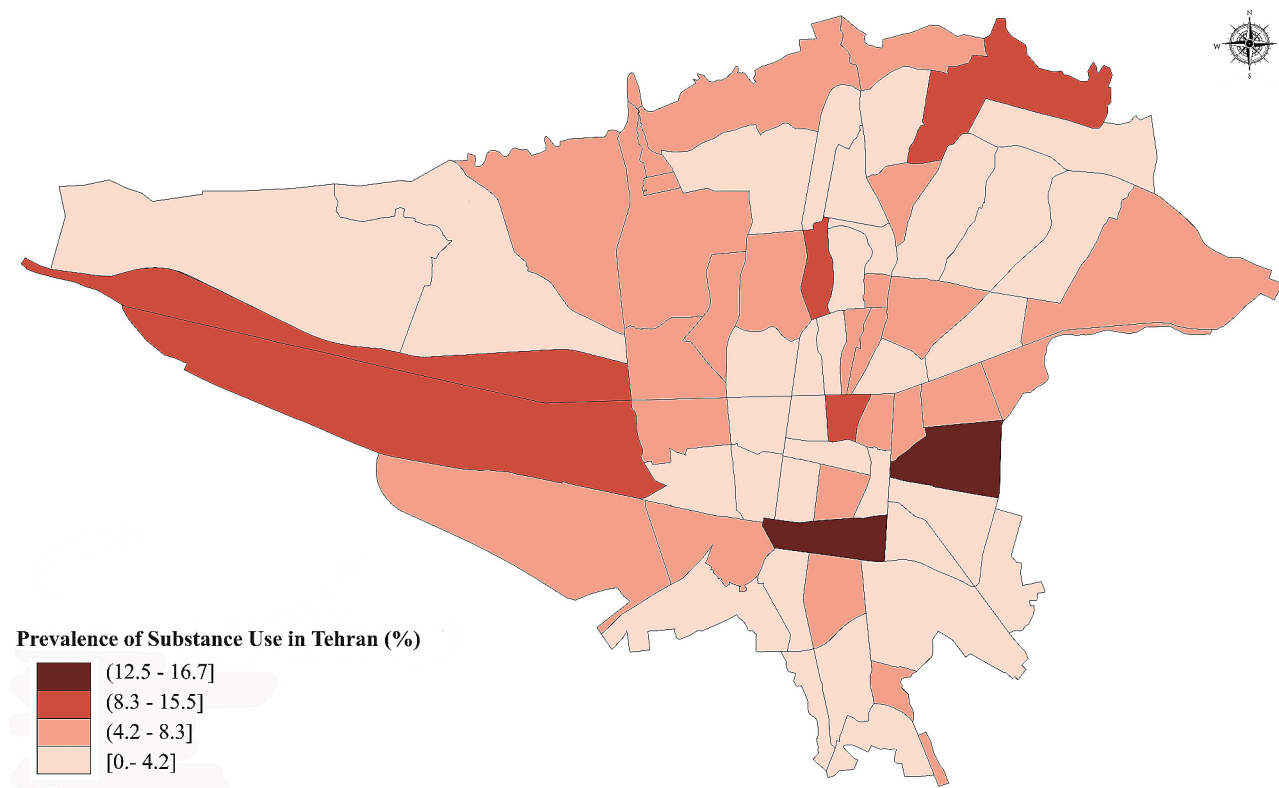 N
W
S
Prevalence of Substance Use in Tehran (%)
(12.5 - 16.7]
(8.3 - 15.5]
(4.2 - 8.3]
[0.- 4.2]